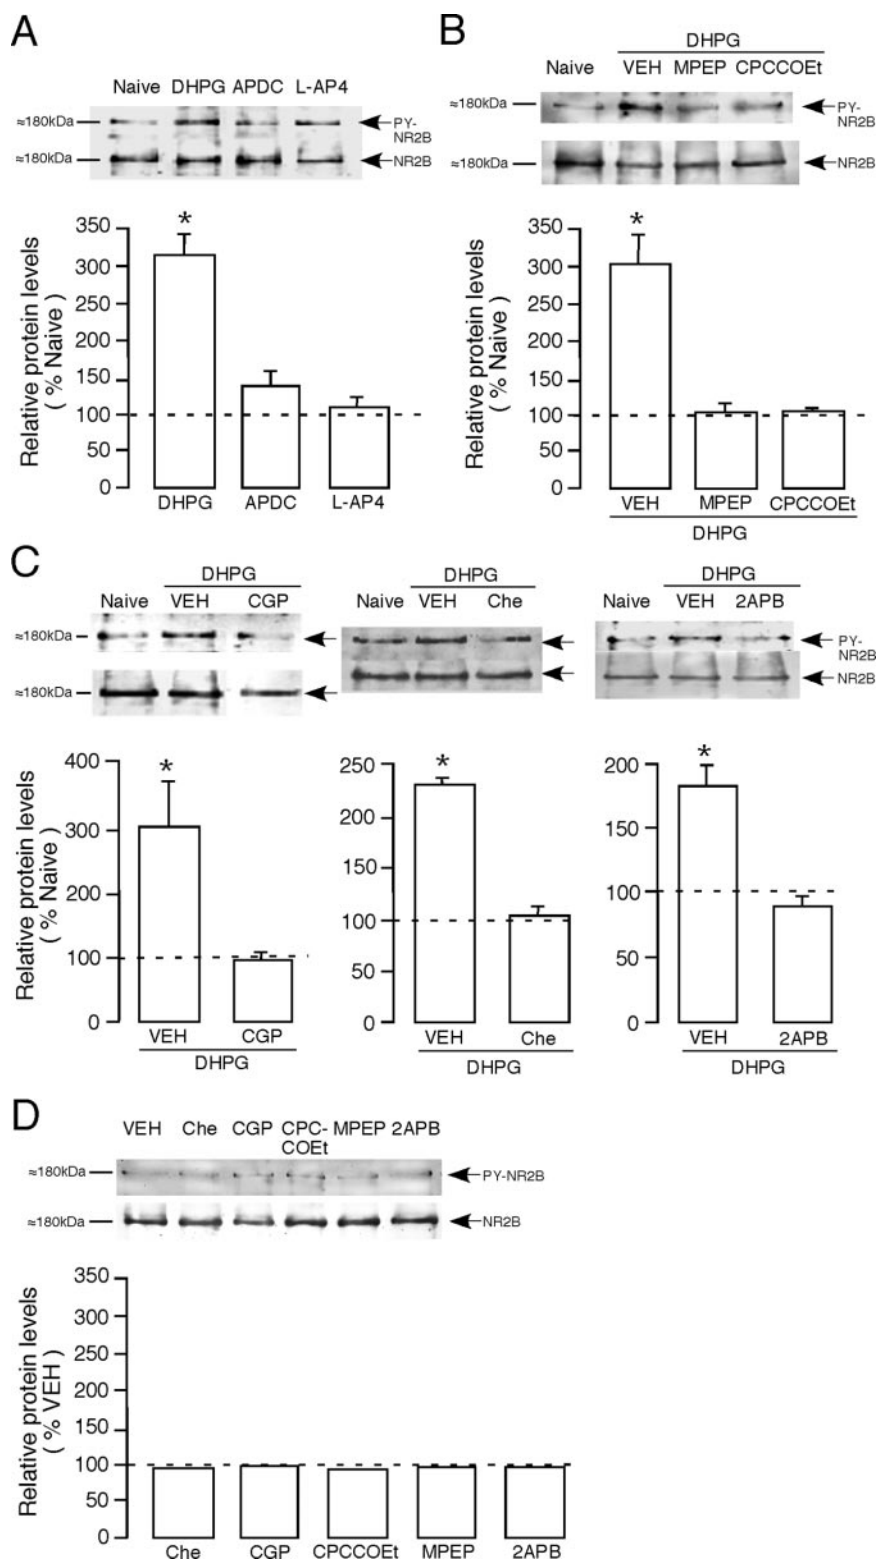 A
Naive DHPG APDC L-AP4
≈180kDa
PY-
NR2B
≈180kDa
NR2B
Relative protein levels
( % Naive )
350
300
250
200
150
100
50
0
*
DHPG APDC L-AP4
B
DHPG
Naive VEH MPEP CPCCOEt
≈180kDa
PY-
NR2B
≈180kDa
NR2B
Relative protein levels
( % Naive )
350
300
250
200
150
100
50
0
*
VEH MPEP CPCCOEt
DHPG
C
DHPG
Naive VEH CGP
≈180kDa
≈180kDa
Relative protein levels
( % Naive )
400
300
200
100
0
*
VEH CGP
DHPG
DHPG
Naive VEH Che
250
200
150
100
50
0
*
VEH Che
DHPG
DHPG
Naive VEH 2APB
PY-
NR2B
NR2B
200
150
100
50
0
*
VEH 2APB
DHPG
D
VEH Che CGP CPC-
COEt MPEP 2APB
≈180kDa
PY-NR2B
≈180kDa
NR2B
Relative protein levels
( % VEH )
350
300
250
200
150
100
50
0
Che CGP CPCCOEt MPEP 2APB